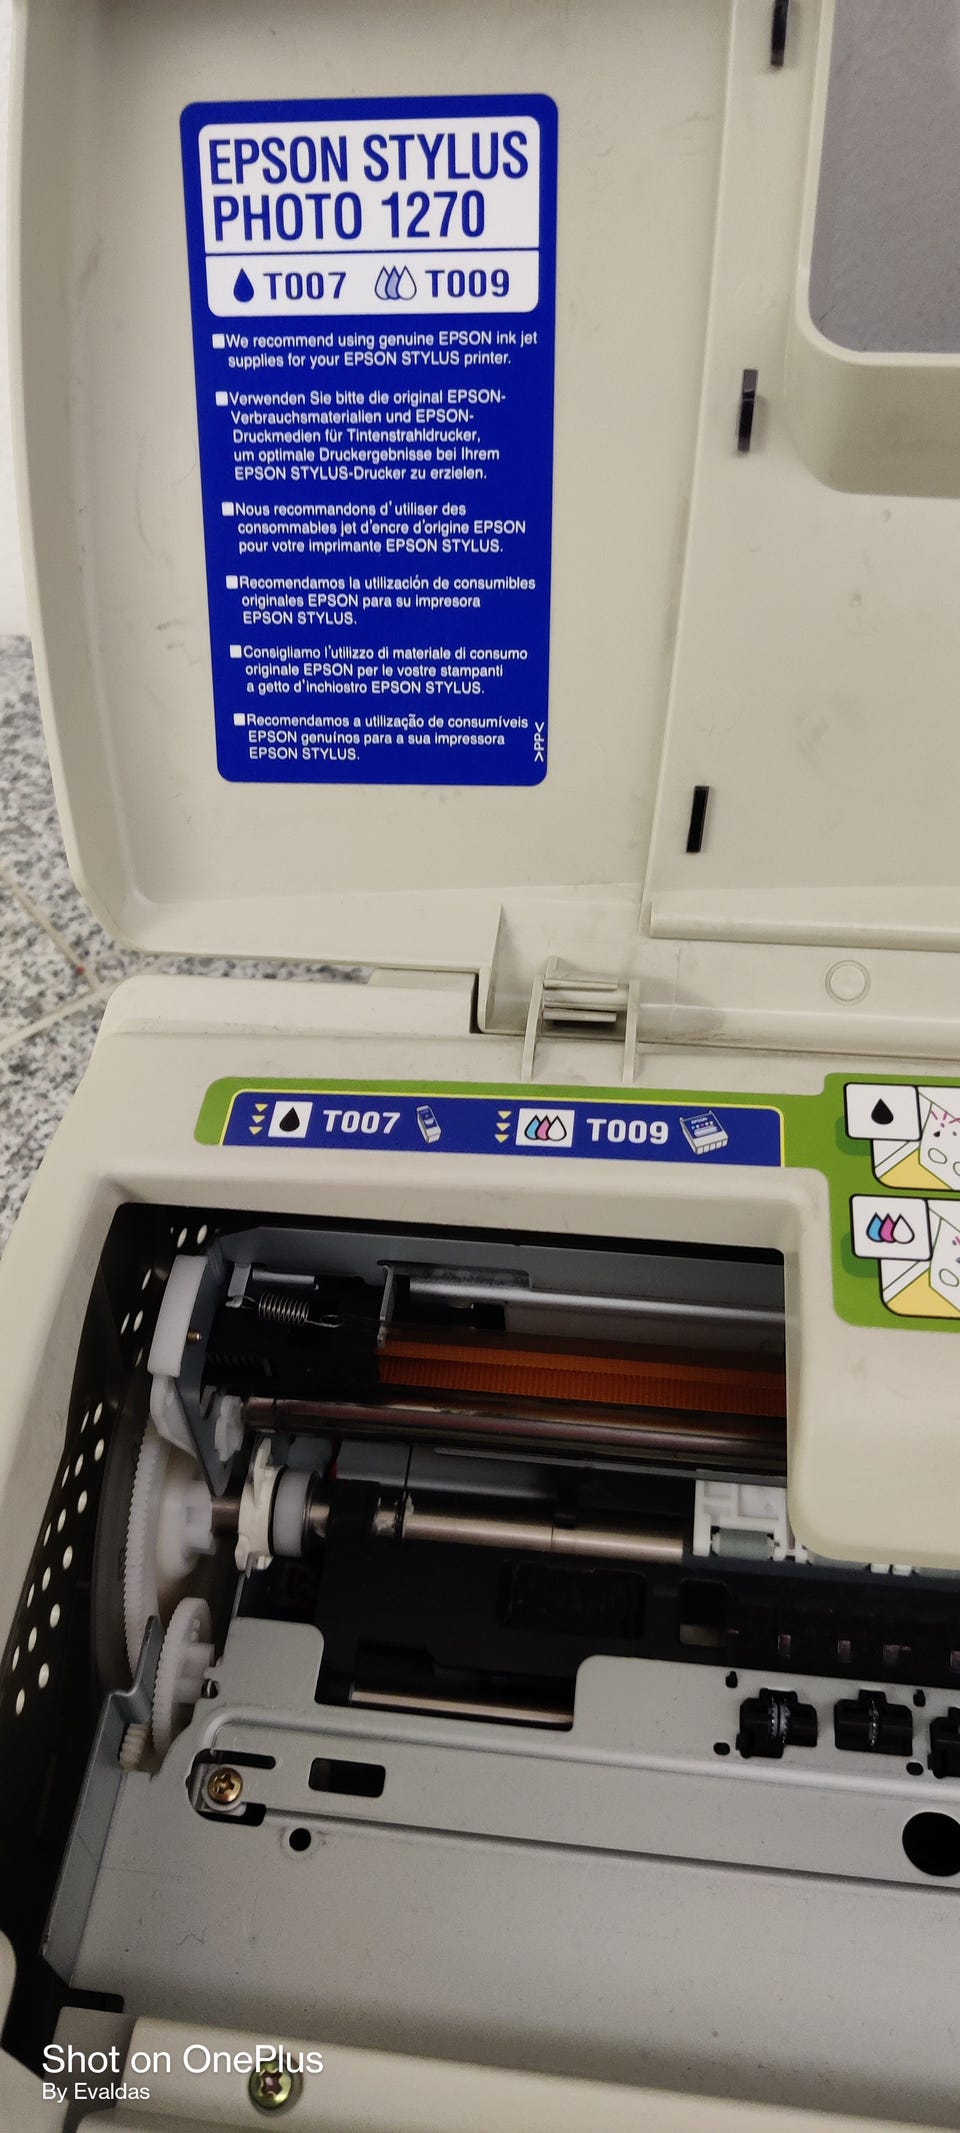 EPSON STYLUS
PHOTO 1270
T007 T009
We recommend using genuine EPSON ink jet
supplies for your EPSON STYLUS printer.
Verwenden Sie bitte die original EPSON-
Verbrauchsmaterialien und EPSON-
Druckmedien für Tintenstrahldrucker,
um optimale Druckergebnisse bei Ihrem
EPSON STYLUS-Drucker zu erzielen.
Nous recommandons d'utiliser des
consommables jet d'encre d'origine EPSON
pour votre imprimante EPSON STYLUS.
Recomendamos la utilización de consumibles
originales EPSON para su impresora
EPSON STYLUS.
Consigliamo l'utilizzo di materiale di consumo
originale EPSON per le vostre stampanti
a getto d'inchiostro EPSON STYLUS.
Recomendamos a utilização de consumíveis
EPSON genuínos para a sua impressora
EPSON STYLUS.
>PP<
T007 T009
Shot on OnePlus
By Evaldas